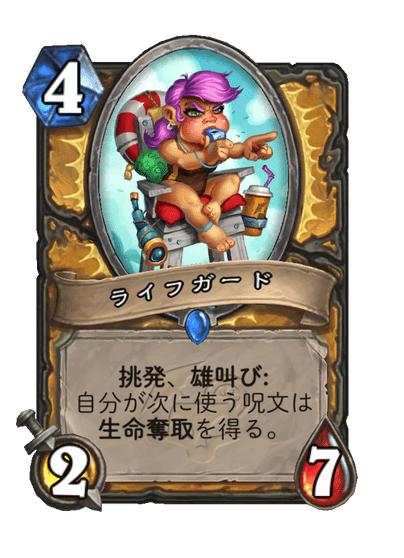 4
ライフガード
挑発、雄叫び:
自分が次に使う呪文は
生命奪取を得る。
2
7